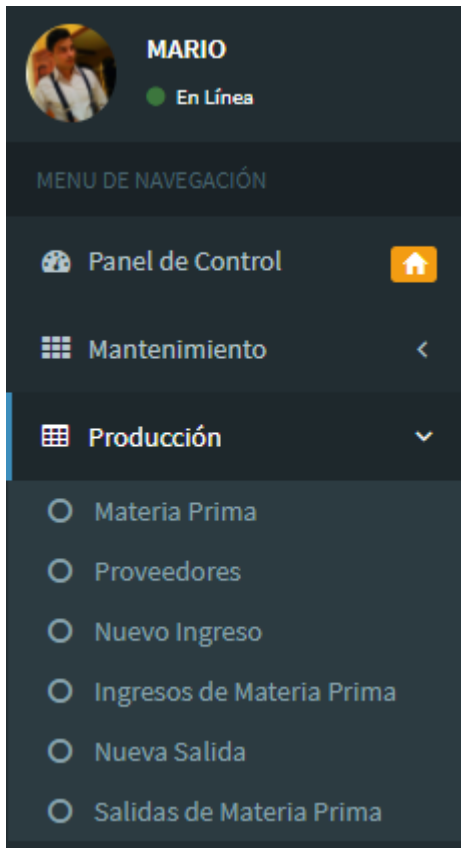 MARIO
En Línea
MENU DE NAVEGACIÓN
Panel de Control
Mantenimiento
Producción
Materia Prima
Proveedores
Nuevo Ingreso
Ingresos de Materia Prima
Nueva Salida
Salidas de Materia Prima